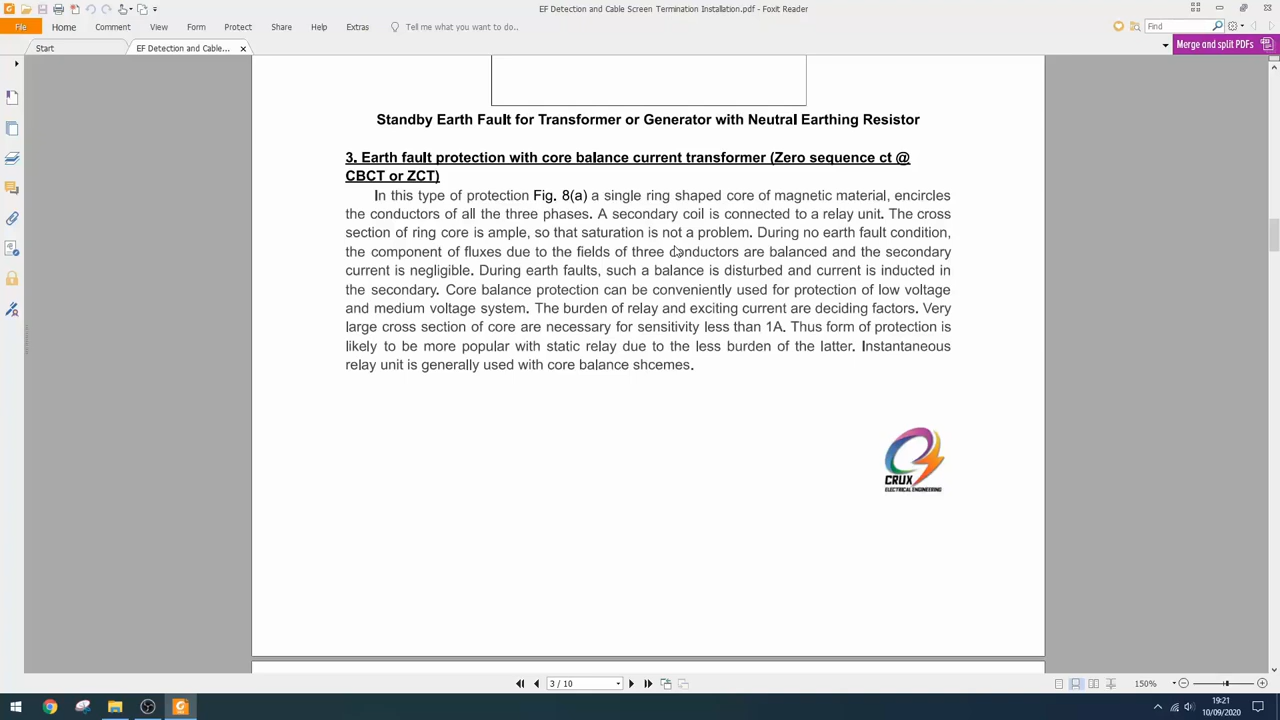 EF Detection and Cable Screen Termination Installation.pdf - Foxit Reader
File Home Comment View Form Protect Share Help Extras Tell me what you want to do.. Find
Start EF Detection and Cable... Merge and split PDFs
Standby Earth Fault for Transformer or Generator with Neutral Earthing Resistor
3. Earth fault protection with core balance current transformer (Zero sequence ct @
CBCT or ZCT)
In this type of protection Fig. 8(a) a single ring shaped core of magnetic material, encircles
the conductors of all the three phases. A secondary coil is connected to a relay unit. The cross
section of ring core is ample, so that saturation is not a problem. During no earth fault condition,
the component of fluxes due to the fields of three conductors are balanced and the secondary
current is negligible. During earth faults, such a balance is disturbed and current is inducted in
the secondary. Core balance protection can be conveniently used for protection of low voltage
and medium voltage system. The burden of relay and exciting current are deciding factors. Very
large cross section of core are necessary for sensitivity less than 1A. Thus form of protection is
likely to be more popular with static relay due to the less burden of the latter. Instantaneous
relay unit is generally used with core balance shcemes.
CRUX
ELECTRICAL ENGINEERING
3 / 10
150%
19:21
10/09/2020